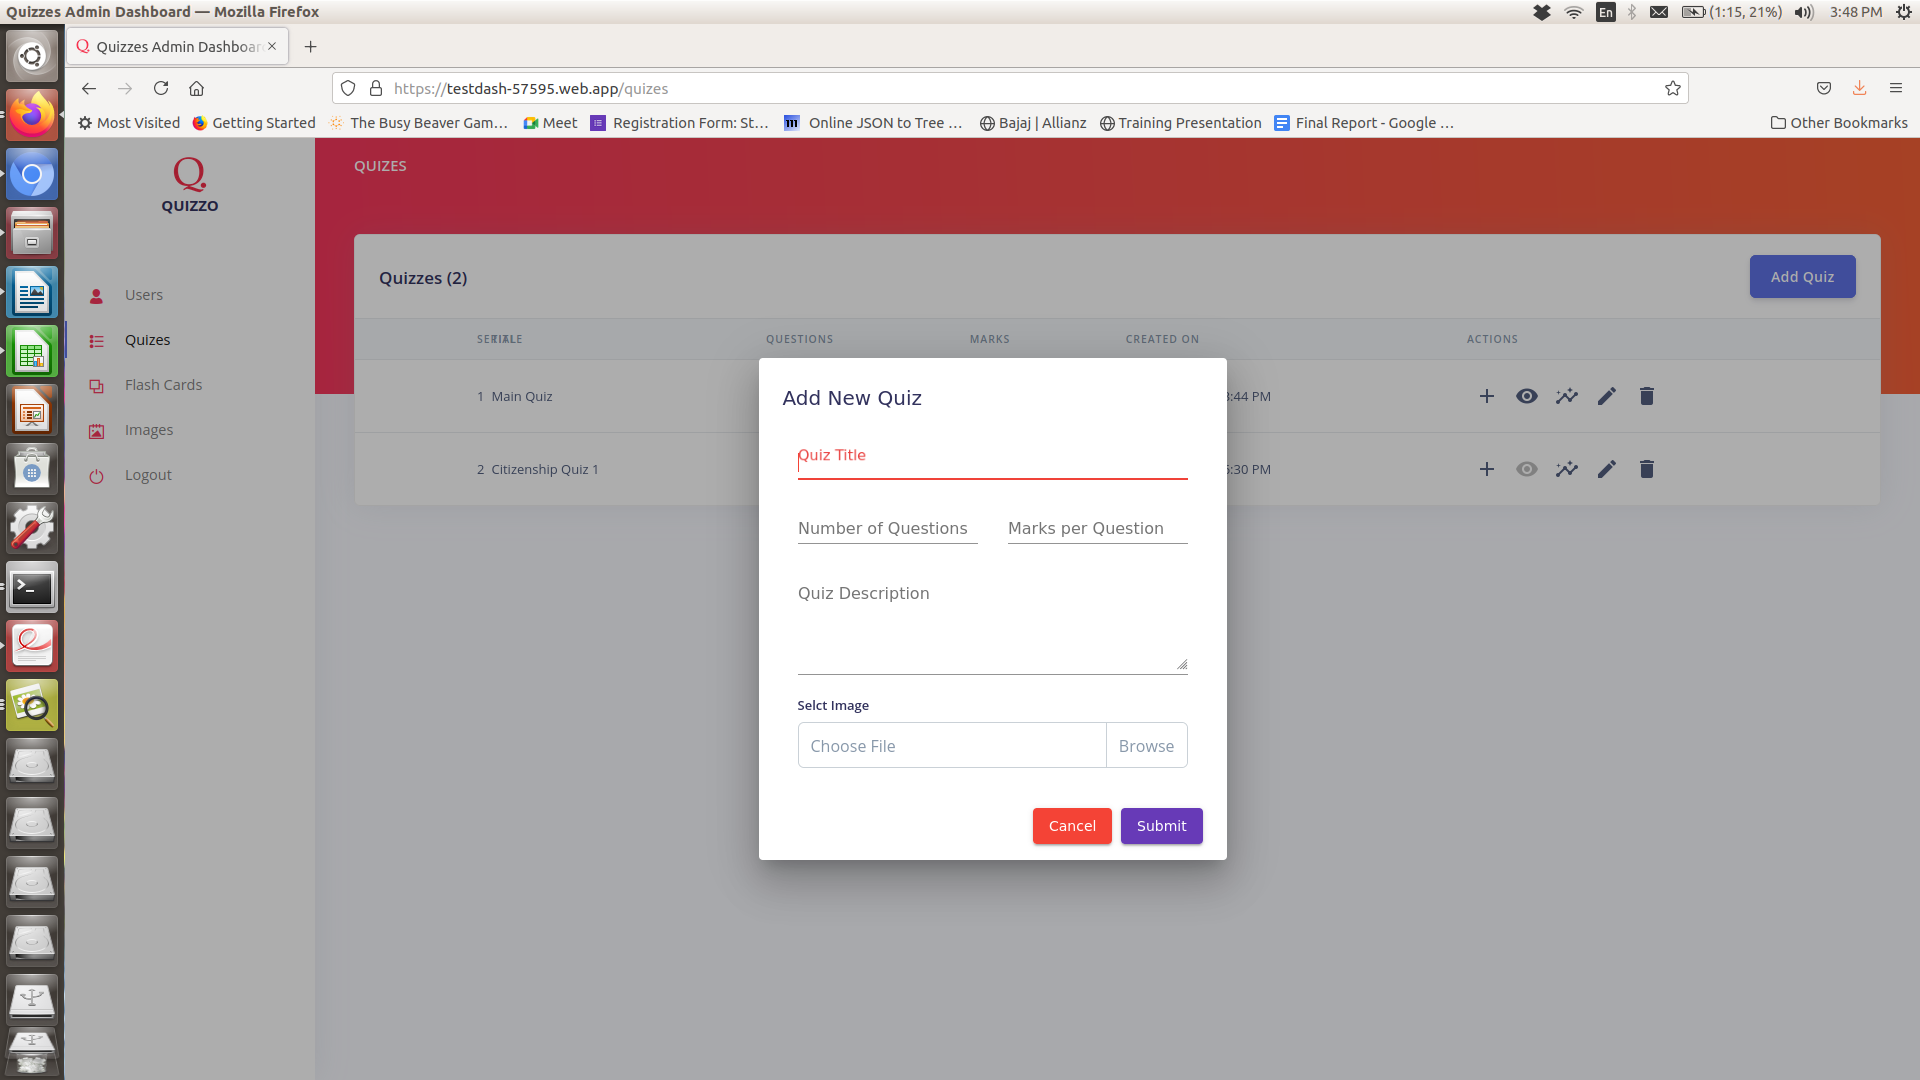 Quizzes Admin Dashboard — Mozilla Firefox
En
(1:15, 21%)
3:48 PM
Quizzes Admin Dashboar
https://testdash-57595.web.app/quizes
Most Visited
Getting Started
The Busy Beaver Gam…
Meet
Registration Form: St…
Online JSON to Tree …
Bajaj | Allianz
Training Presentation
Final Report - Google …
Other Bookmarks
Q
QUIZZO
Users
Quizes
Flash Cards
Images
Logout
QUIZES
Quizzes (2)
Add Quiz
QUESTIONS
MARKS
CREATED ON
ACTIONS
1 Main Quiz
:44 PM
2 Citizenship Quiz 1
:30 PM
Add New Quiz
Quiz Title
Number of Questions
Marks per Question
Quiz Description
Selct Image
Choose File
Browse
Cancel
Submit